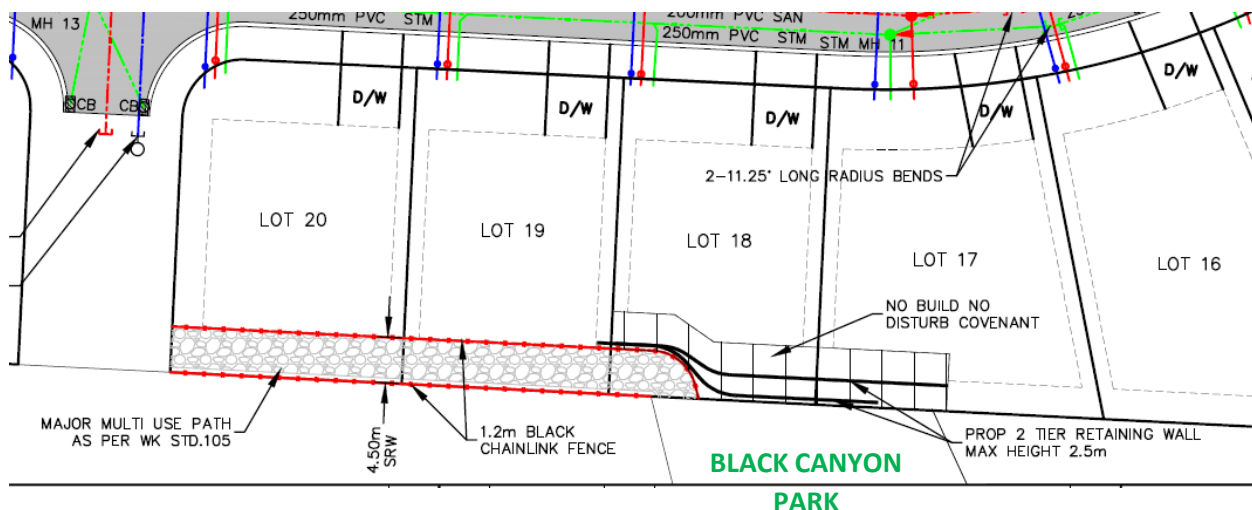 250mm PVC STM
200mm PVC SAN
MH 13
250mm PVC STM
STM MH 11
CB
CB
D/W
D/W
D/W
D/W
D/W
2-11.25° LONG RADIUS BENDS
LOT 20
LOT 19
LOT 18
LOT 17
LOT 16
NO BUILD NO
DISTURB COVENANT
MAJOR MULTI USE PATH
AS PER WK STD.105
4.50m
SRW
1.2m BLACK
CHAINLINK FENCE
PROP 2 TIER RETAINING WALL
MAX HEIGHT 2.5m
BLACK CANYON
PARK